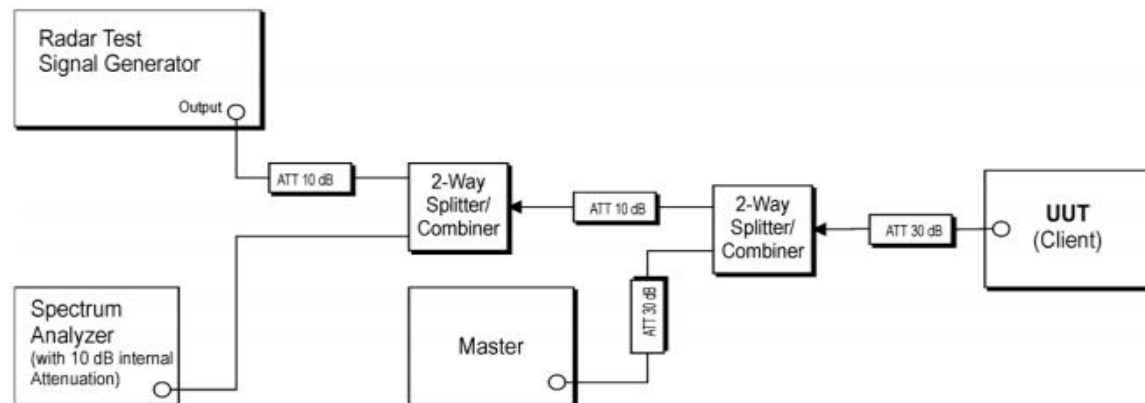 Radar Test
Signal Generator
Output
ATT 10 dB
2-Way
Splitter/
Combiner
ATT 10 dB
2-Way
Splitter/
Combiner
ATT 30 dB
UUT
(Client)
Spectrum
Analyzer
(with 10 dB internal
Attenuation)
Master
ATT 30 dB